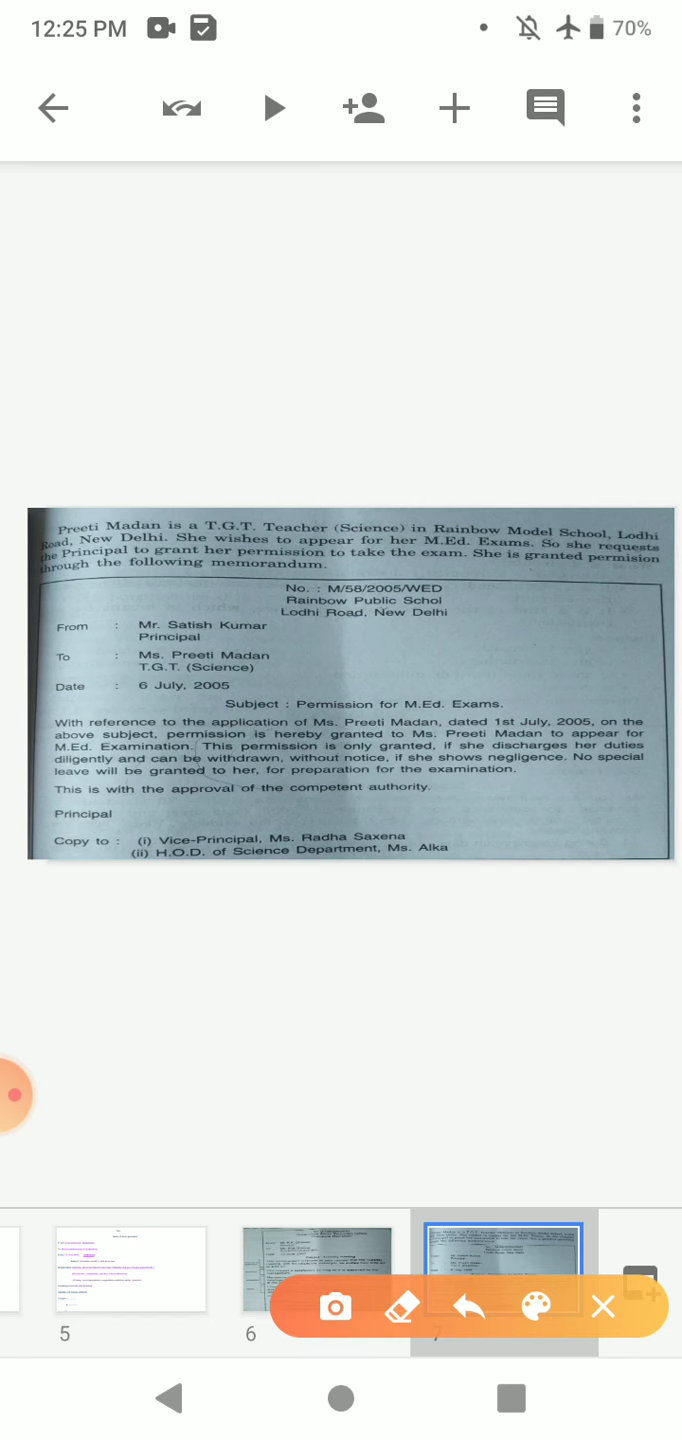 12:25 PM
70%
Preeti Madan is a T.G.T. Teacher (Science) in Rainbow Model School, Lodhi
Road, New Delhi. She wishes to appear for her M.Ed. Exams. So she requests
the Principal to grant her permission to take the exam. She is granted permision
through the following memorandum.
No. : M/58/2005/WED
Rainbow Public Schol
Lodhi Road, New Delhi
From : Mr. Satish Kumar
Principal
To : Ms. Preeti Madan
T.G.T. (Science)
Date : 6 July, 2005
Subject : Permission for M.Ed. Exams.
With reference to the application of Ms. Preeti Madan, dated 1st July, 2005, on the
above subject, permission is hereby granted to Ms. Preeti Madan to appear for
M.Ed. Examination. This permission is only granted, if she discharges her duties
diligently and can be withdrawn, without notice, if she shows negligence. No special
leave will be granted to her, for preparation for the examination.
This is with the approval of the competent authority.
Principal
Copy to : (i) Vice-Principal, Ms. Radha Saxena
(ii) H.O.D. of Science Department, Ms. Alka
5
6
7